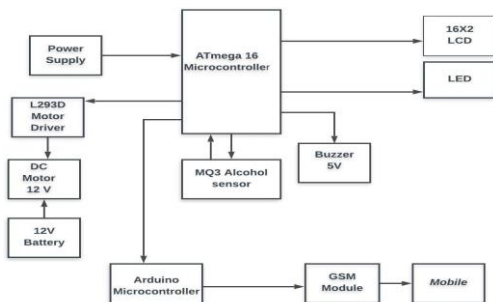 Power
Supply
ATmega 16
Microcontroller
16X2
LCD
LED
L293D
Motor
Driver
Buzzer
5V
DC
Motor
12 V
MQ3 Alcohol
sensor
12V
Battery
Arduino
Microcontroller
GSM
Module
Mobile